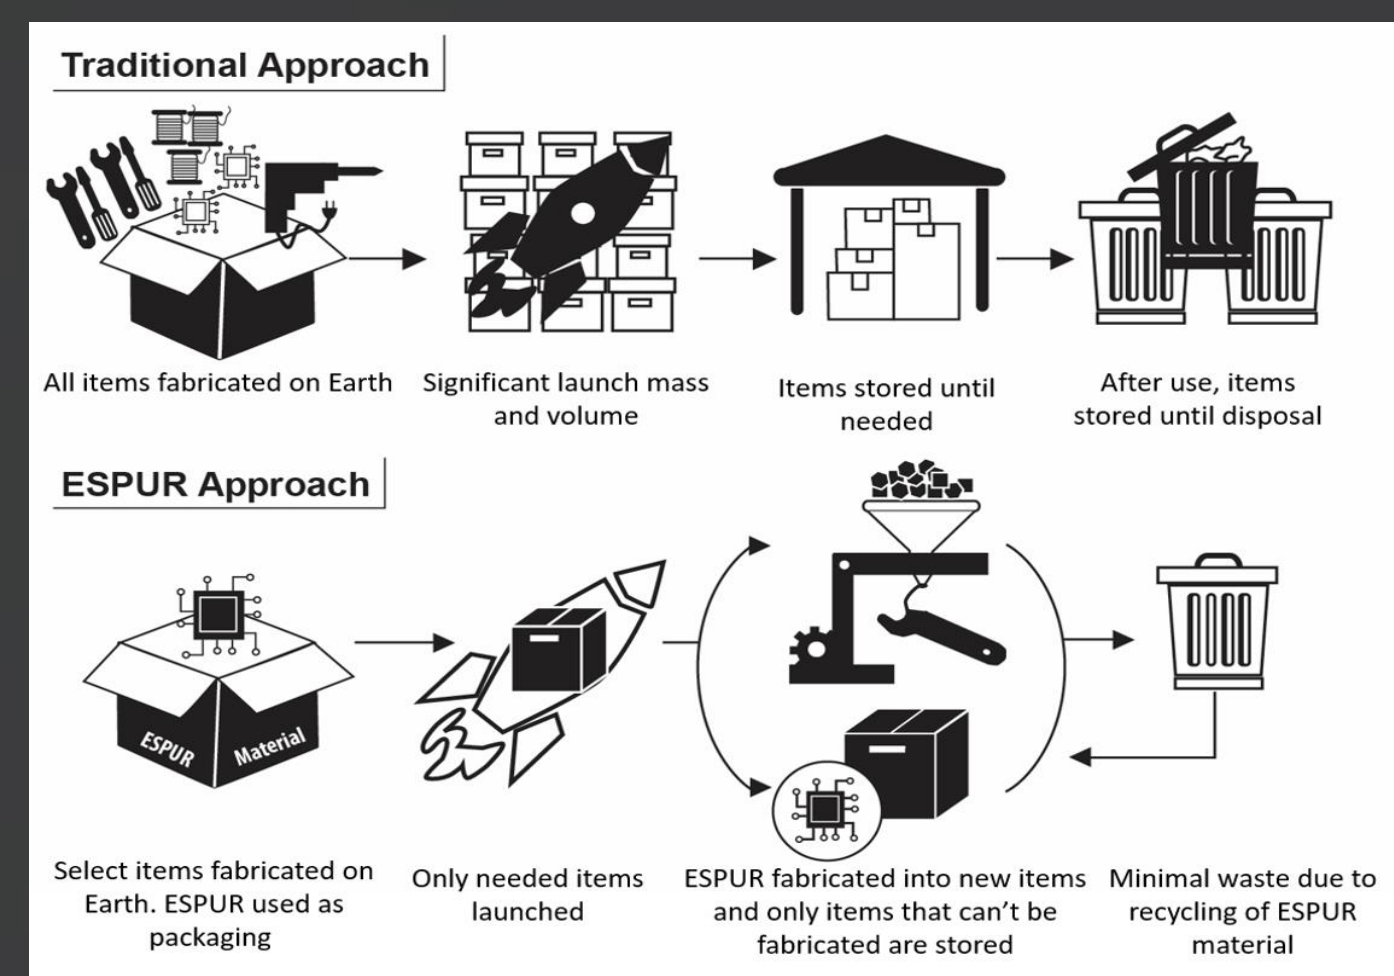 Traditional Approach
All items fabricated on Earth
Significant launch mass
and volume
Items stored until
needed
After use, items
stored until disposal
ESPUR Approach
ESPUR
Material
Select items fabricated on
Earth. ESPUR used as
packaging
Only needed items
launched
ESPUR fabricated into new items
and only items that can’t be
fabricated are stored
Minimal waste due to
recycling of ESPUR
material